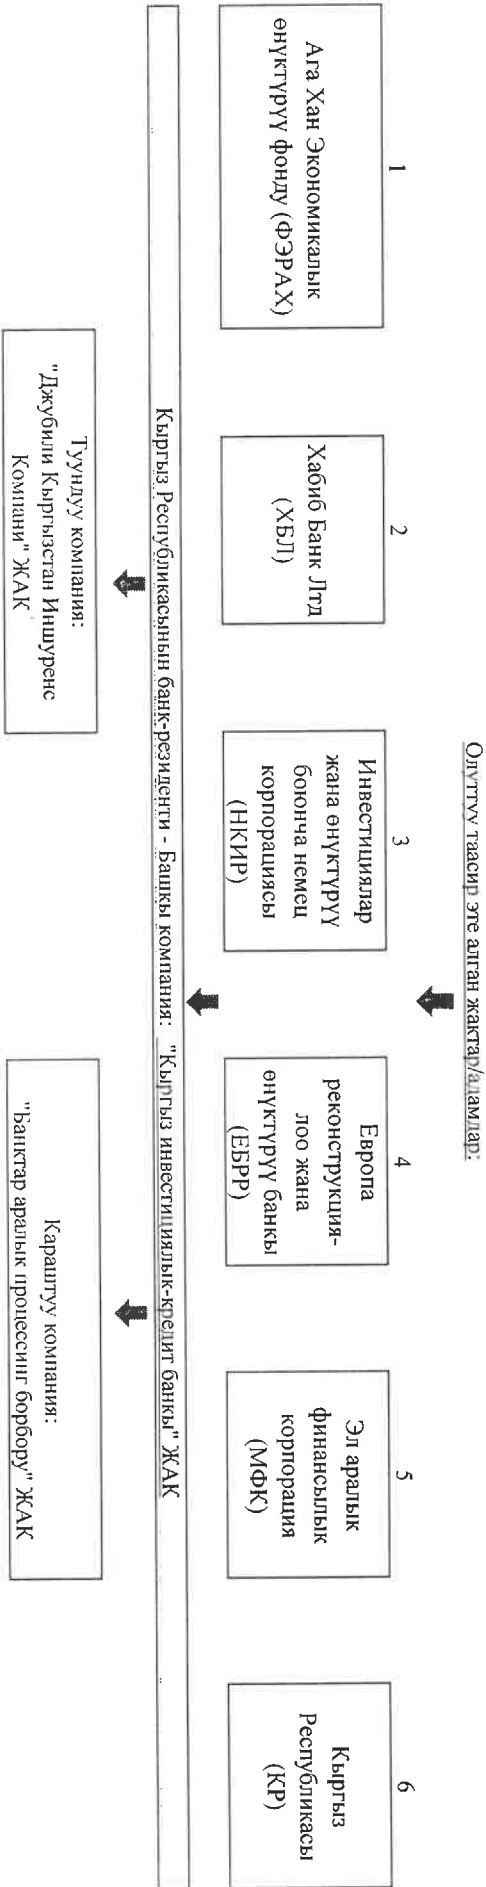 Олуттуу таасир эте алган жактар/адамдар:
1
Ага Хан Экономикалык
өнүктүрүү фонду (ФЭРАХ)
2
Хабиб Банк Лтд
(ХБЛ)
3
Инвестициялар
жана өнүктүрүү
боюнча немец
корпорациясы
(НКИР)
4
Европа
реконструкция-
лоо жана
өнүктүрүү банкы
(ЕБРР)
5
Эл аралык
финансылык
корпорация
(МФК)
6
Кыргыз
Республикасы
(КР)
Кыргыз Республикасынын банк-резиденти - Башкы компания: "Кыргыз инвестициялык-кредит банкы" ЖАК
Туундуу компания:
"Джубили Кыргызстан Иншуренс
Компани" ЖАК
Караштуу компания:
"Банктар аралык процессинг борбору" ЖАК